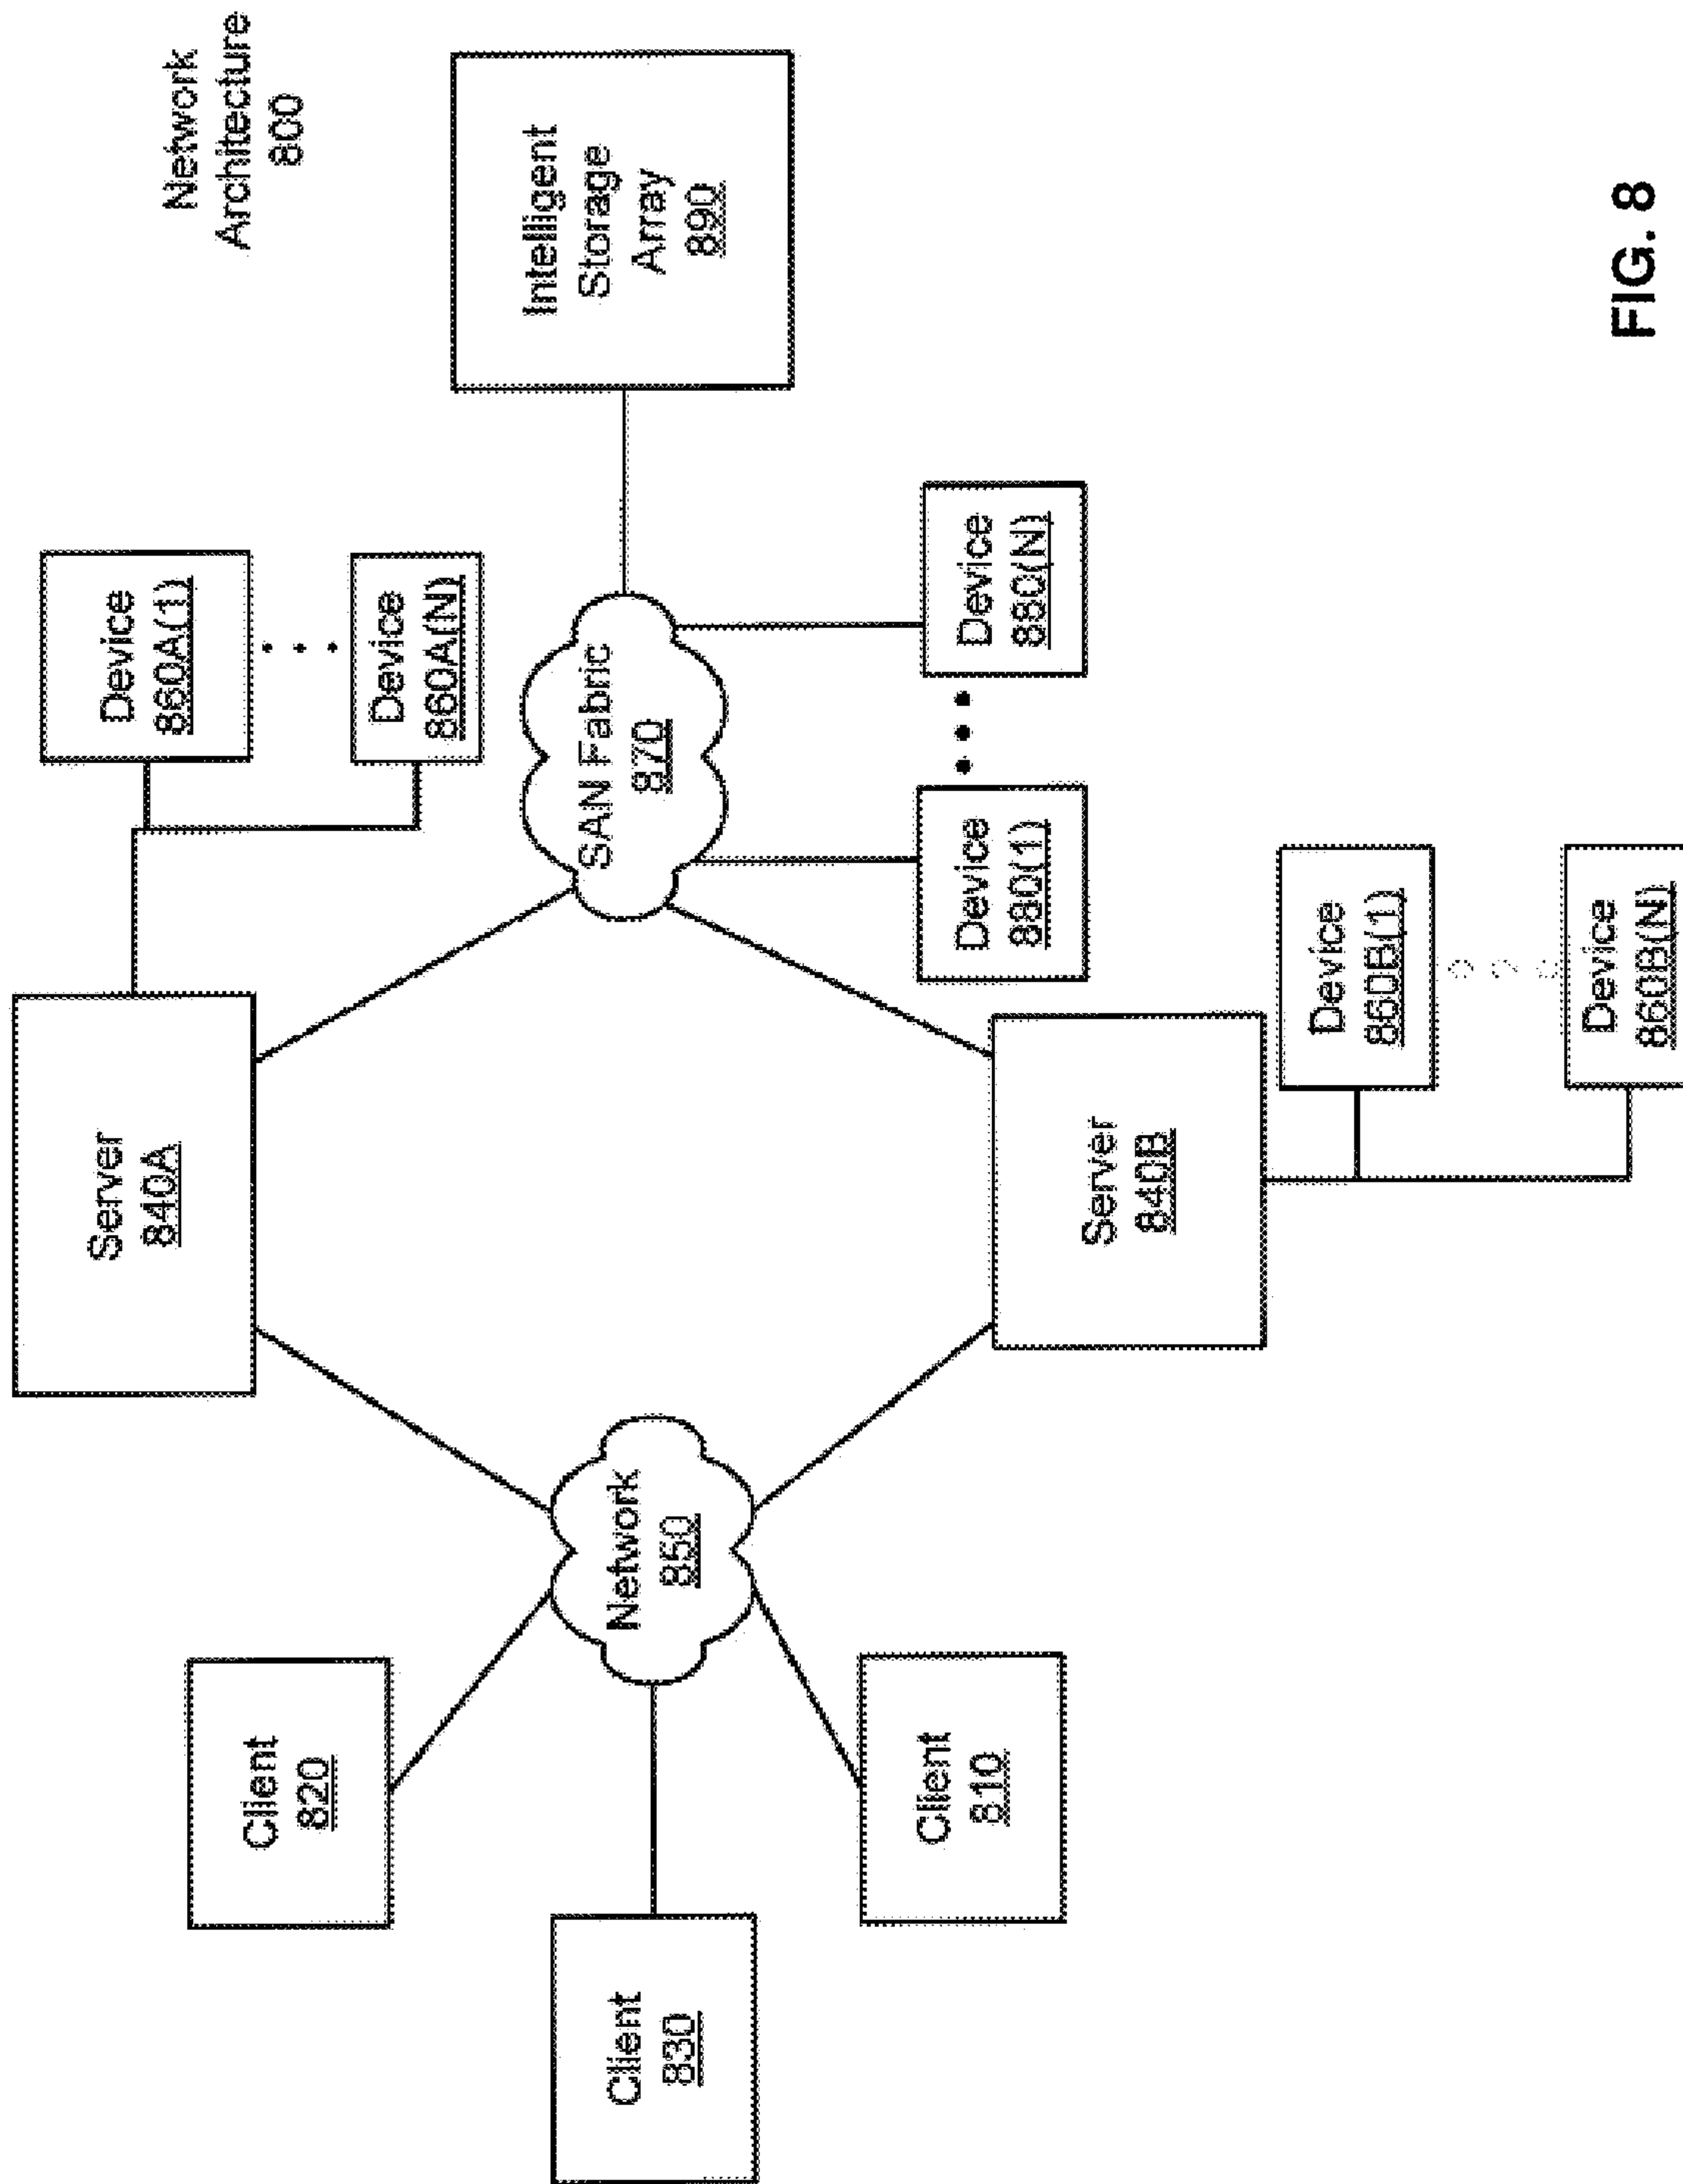 Network
Architecture
800
Device
860A(1)
Device
860A(N)
Server
840A
Intelligent
Storage
Array
890
SAN Fabric
870
Client
820
Network
850
Client
830
Device
880(1)
Device
880(N)
Client
810
Server
840B
Device
860B(1)
Device
860B(N)
FIG. 8